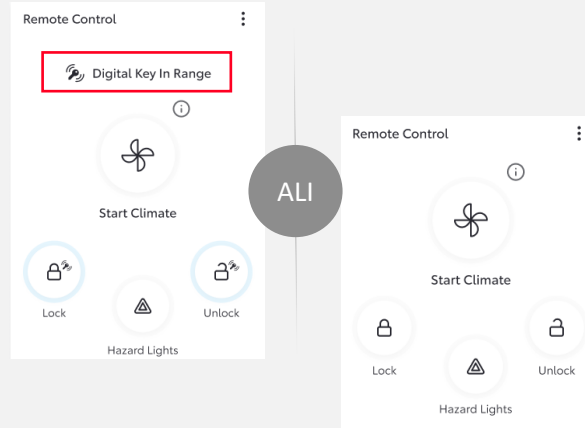 Remote Control
Digital Key In Range
Start Climate
Lock
Unlock
Hazard Lights
ALI
Remote Control
Start Climate
Lock
Unlock
Hazard Lights